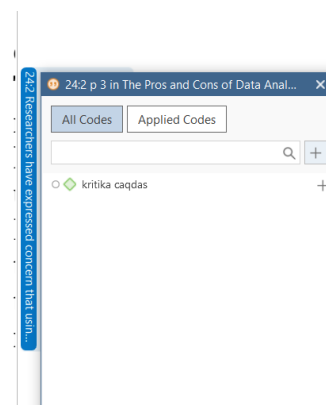 24:2 Researchers have expressed concern that usin...
24:2 p 3 in The Pros and Cons of Data Anal...
All Codes
Applied Codes
kritika caqdas